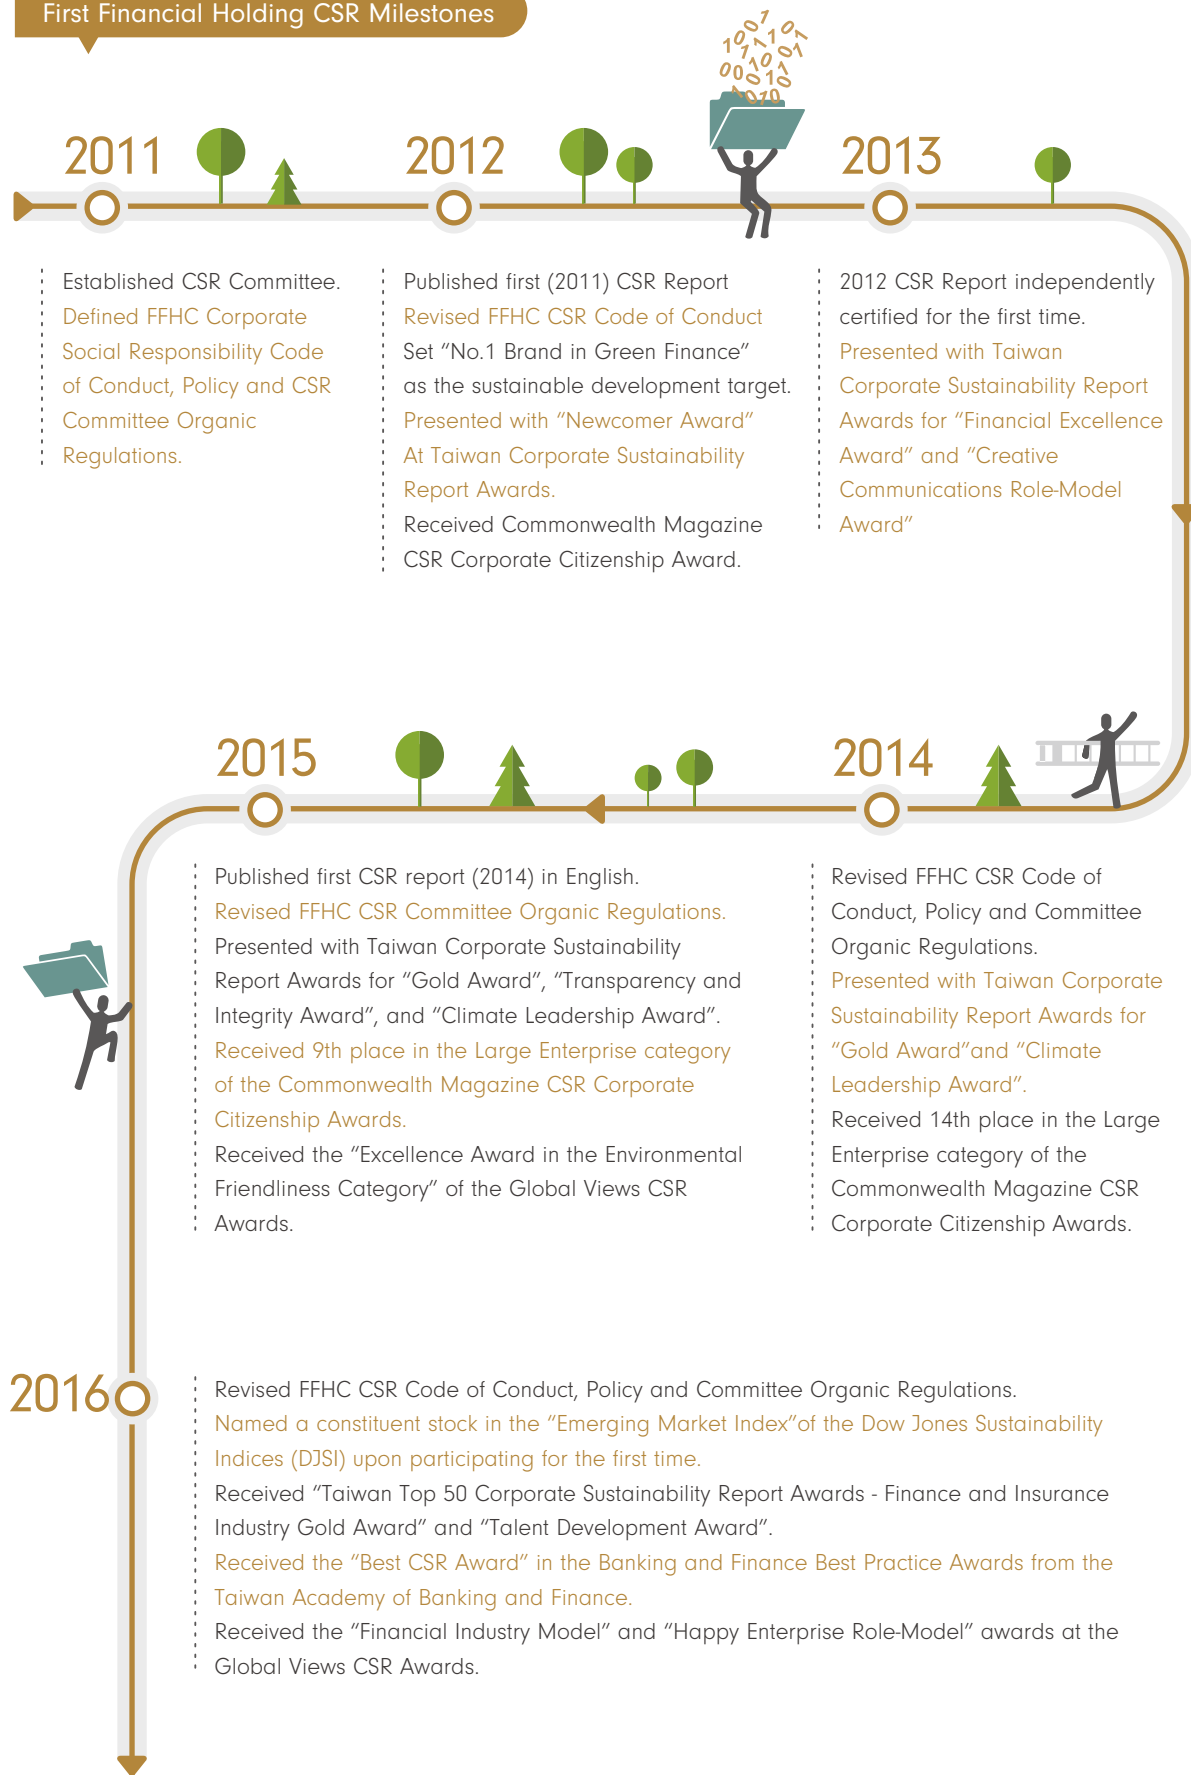 First Financial Holding CSR Milestones
2011
Established CSR Committee.
Defined FFHC Corporate
Social Responsibility Code
of Conduct, Policy and CSR
Committee Organic
Regulations.
2012
Published first (2011) CSR Report
Revised FFHC CSR Code of Conduct
Set "No.1 Brand in Green Finance"
as the sustainable development target.
Presented with "Newcomer Award"
At Taiwan Corporate Sustainability
Report Awards.
Received Commonwealth Magazine
CSR Corporate Citizenship Award.
2013
2012 CSR Report independently
certified for the first time.
Presented with Taiwan
Corporate Sustainability Report
Awards for "Financial Excellence
Award" and "Creative
Communications Role-Model
Award"
2014
Revised FFHC CSR Code of
Conduct, Policy and Committee
Organic Regulations.
Presented with Taiwan Corporate
Sustainability Report Awards for
"Gold Award"and "Climate
Leadership Award".
Received 14th place in the Large
Enterprise category of the
Commonwealth Magazine CSR
Corporate Citizenship Awards.
2015
Published first CSR report (2014) in English.
Revised FFHC CSR Committee Organic Regulations.
Presented with Taiwan Corporate Sustainability
Report Awards for "Gold Award", "Transparency and
Integrity Award", and "Climate Leadership Award".
Received 9th place in the Large Enterprise category
of the Commonwealth Magazine CSR Corporate
Citizenship Awards.
Received the "Excellence Award in the Environmental
Friendliness Category" of the Global Views CSR
Awards.
2016
Revised FFHC CSR Code of Conduct, Policy and Committee Organic Regulations.
Named a constituent stock in the "Emerging Market Index"of the Dow Jones Sustainability
Indices (DJSI) upon participating for the first time.
Received "Taiwan Top 50 Corporate Sustainability Report Awards - Finance and Insurance
Industry Gold Award" and "Talent Development Award".
Received the "Best CSR Award" in the Banking and Finance Best Practice Awards from the
Taiwan Academy of Banking and Finance.
Received the "Financial Industry Model" and "Happy Enterprise Role-Model" awards at the
Global Views CSR Awards.